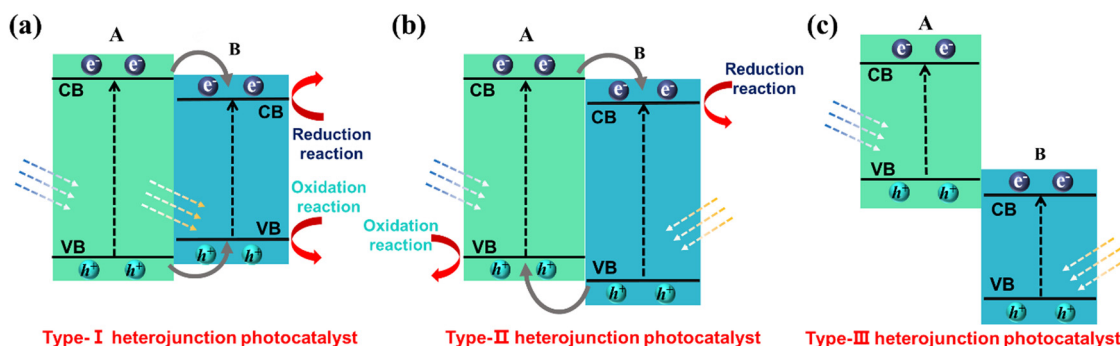 (a)
A
B
e⁻ e⁻
e⁻ e⁻
CB
CB
Reduction
reaction
Oxidation
reaction
VB
VB
h⁺ h⁺
h⁺ h⁺
Type-Ⅰ heterojunction photocatalyst
(b)
A
B
e⁻ e⁻
e⁻ e⁻
Reduction
reaction
CB
CB
Oxidation
reaction
VB
VB
h⁺ h⁺
h⁺ h⁺
Type-Ⅱ heterojunction photocatalyst
(c)
A
e⁻ e⁻
CB
VB
h⁺ h⁺
B
e⁻ e⁻
CB
VB
h⁺ h⁺
Type-Ⅲ heterojunction photocatalyst